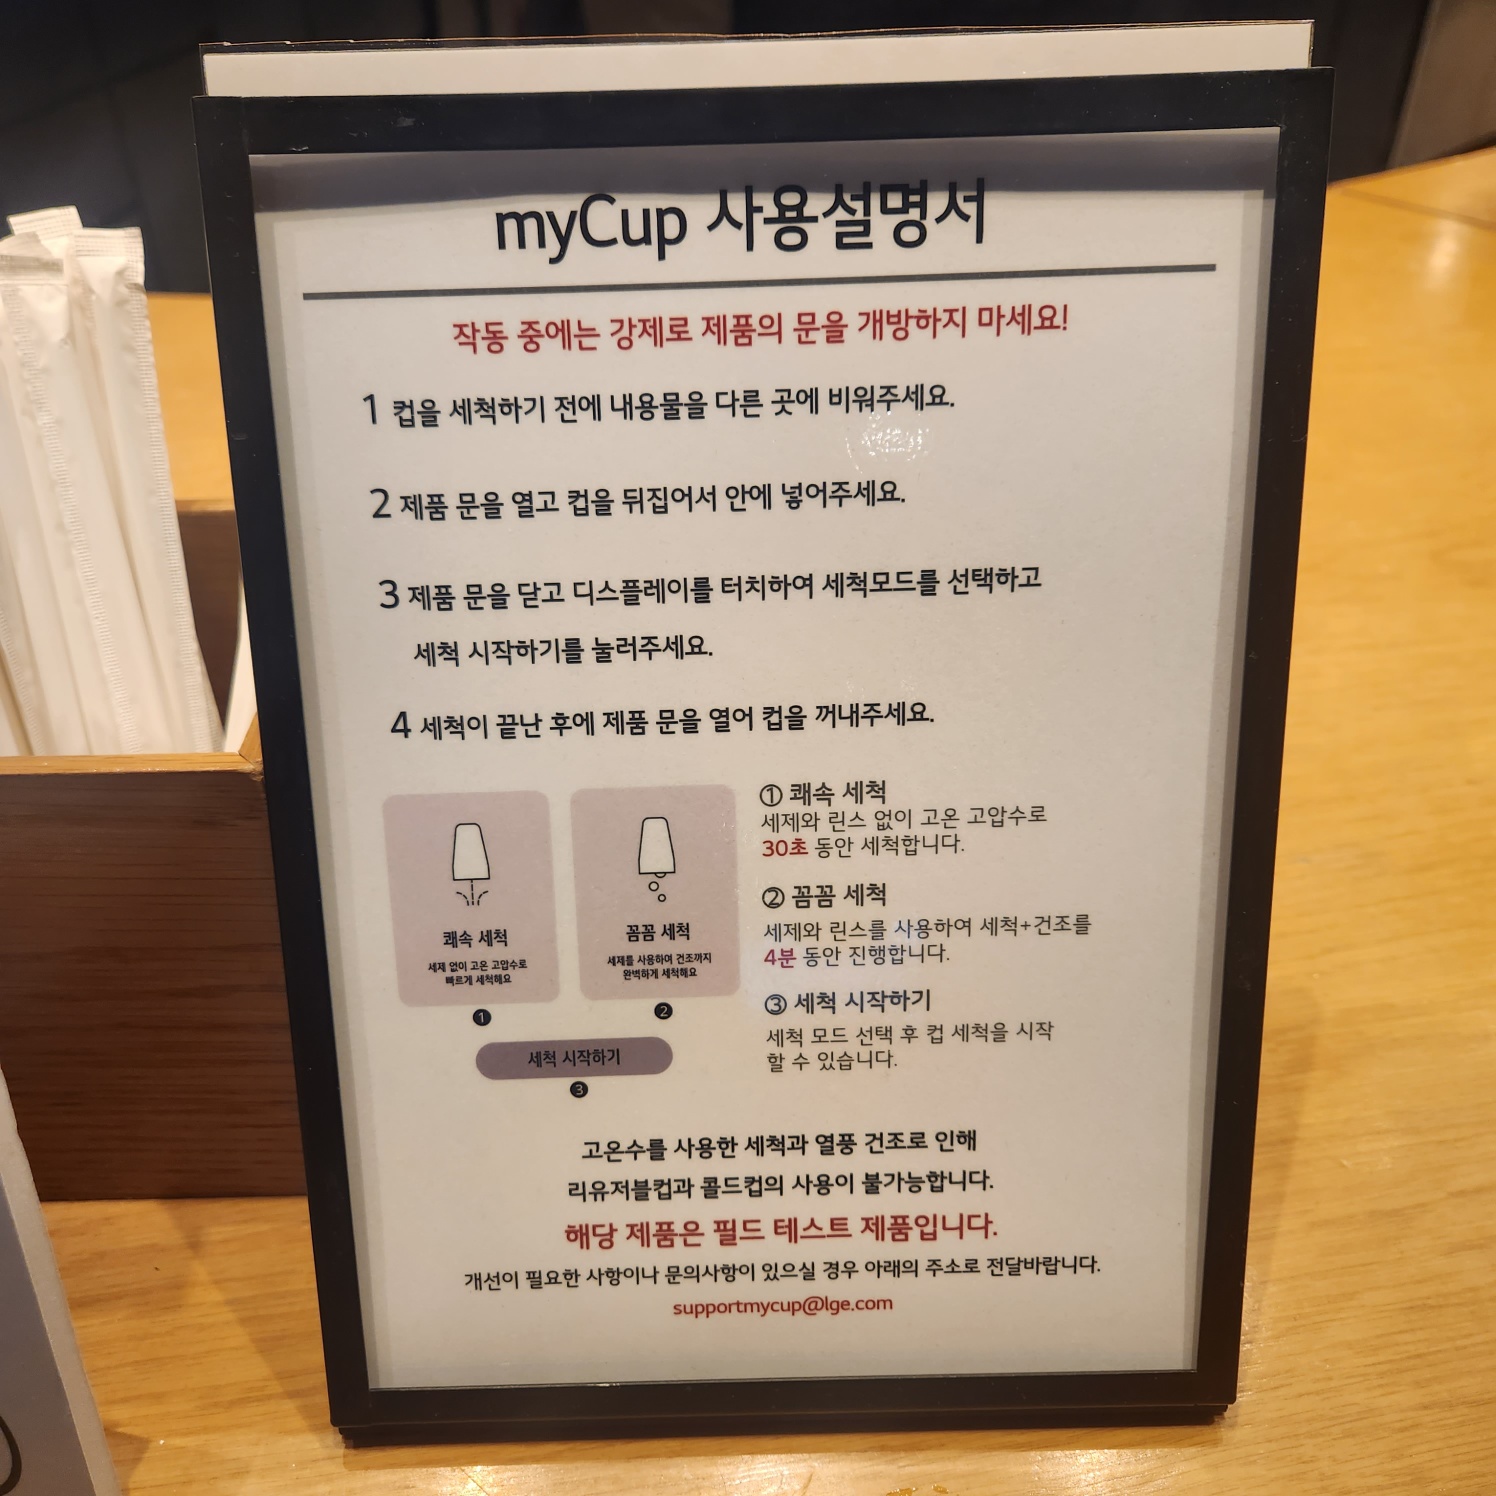 myCup 사용설명서
작동 중에는 강제로 제품의 문을 개방하지 마세요!
1 컵을 세척하기 전에 내용물을 다른 곳에 비워주세요.
2 제품 문을 열고 컵을 뒤집어서 안에 넣어주세요.
3 제품 문을 닫고 디스플레이를 터치하여 세척모드를 선택하고
세척 시작하기를 눌러주세요.
4 세척이 끝난 후에 제품 문을 열어 컵을 꺼내주세요.
쾌속 세척
세제 없이 고온 고압수로
빠르게 세척해요
❶
꼼꼼 세척
세제를 사용하여 건조까지
완벽하게 세척해요
❷
세척 시작하기
❸
① 쾌속 세척
세제와 린스 없이 고온 고압수로
30초 동안 세척합니다.
② 꼼꼼 세척
세제와 린스를 사용하여 세척+건조를
4분 동안 진행합니다.
③ 세척 시작하기
세척 모드 선택 후 컵 세척을 시작
할 수 있습니다.
고온수를 사용한 세척과 열풍 건조로 인해
리유저블컵과 콜드컵의 사용이 불가능합니다.
해당 제품은 필드 테스트 제품입니다.
개선이 필요한 사항이나 문의사항이 있으실 경우 아래의 주소로 전달바랍니다.
supportmycup@lge.com